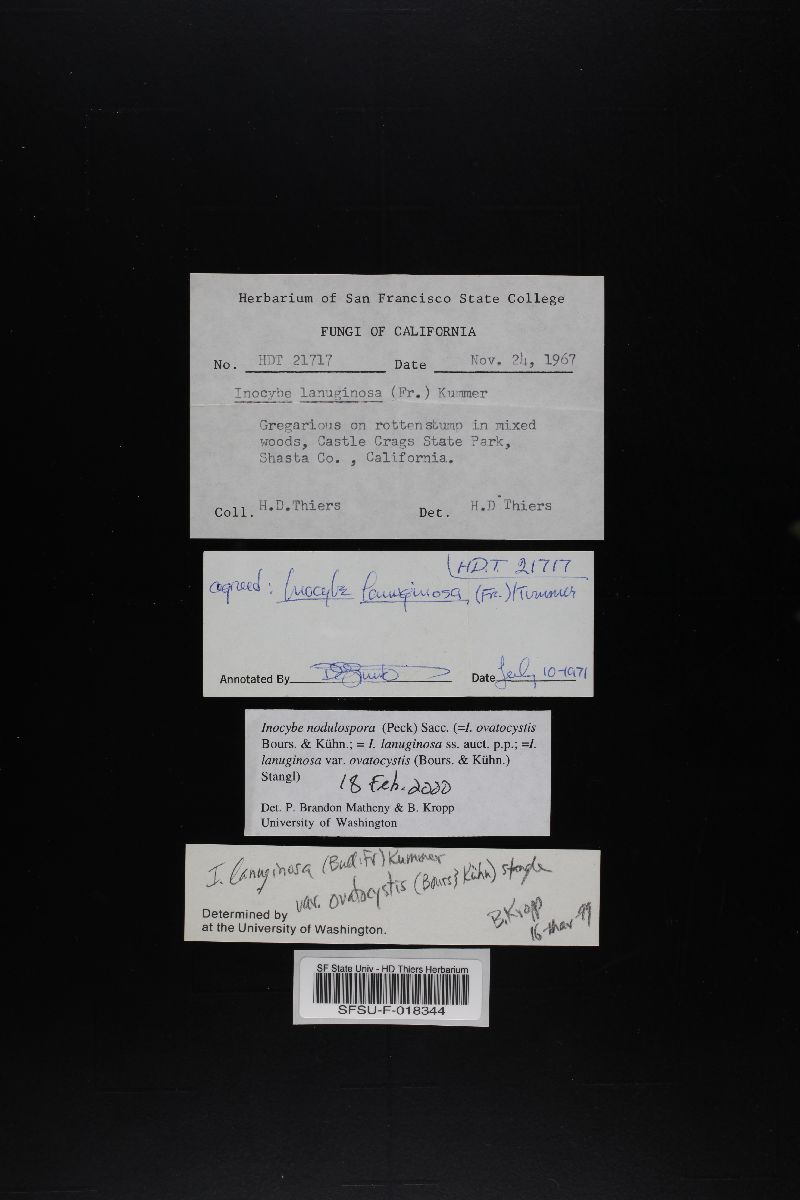 Herbarium of San Francisco State College
FUNGI OF CALIFORNIA
No. HDT 21717 Date Nov. 24, 1967
Inocybe lanuginosa (Fr.) Kummer
Gregarious on rotten stump in mixed
woods, Castle Crags State Park,
Shasta Co. , California.
Coll. H.D.Thiers Det. H.D Thiers
HD.T. 21717
agreed: Inocybe lanuginosa, (Fr.) Kummer
Annotated By Date July 10-1971
Inocybe nodulospora (Peck) Sacc. (=I. ovatocystis
Bours. & Kühn.; = I. lanuginosa ss. auct. p.p.; =I.
lanuginosa var. ovatocystis (Bours. & Kühn.)
Stangl)
18 Feb. 2000
Det. P. Brandon Matheny & B. Kropp
University of Washington
I. lanuginosa (Bull:Fr) Kummer
var. ovatocystis (Bours & Kühn) stangle
Determined by
at the University of Washington.
B. Kropp
16-Mar-99
SF State Univ - HD Thiers Herbarium
SFSU-F-018344